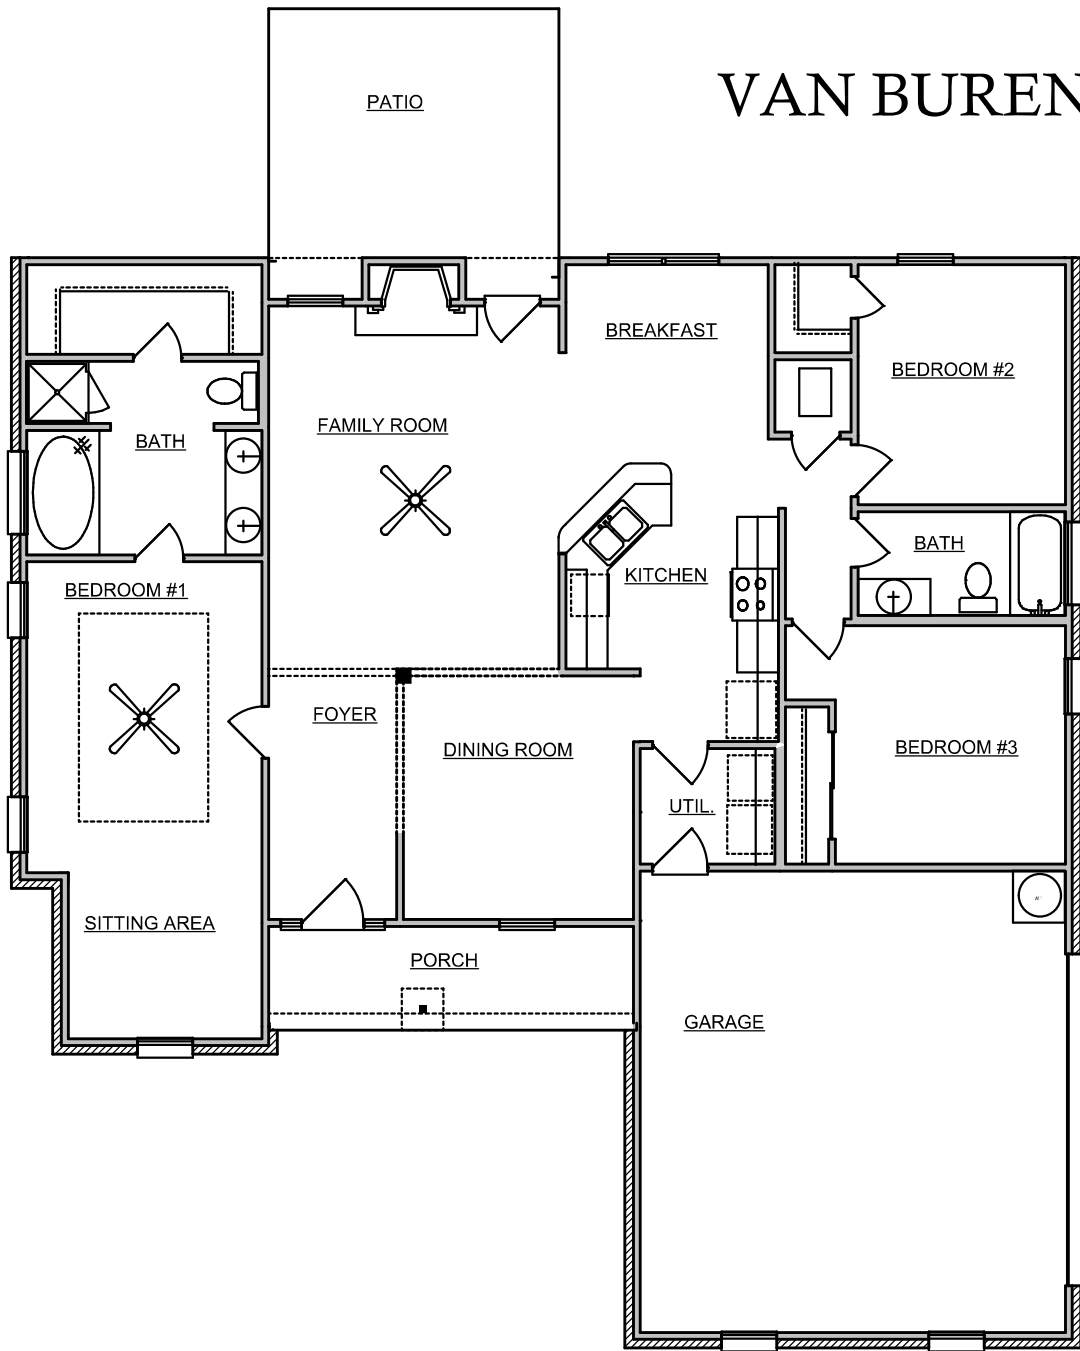 PATIO
VAN BUREN
BREAKFAST
BEDROOM #2
FAMILY ROOM
BATH
BATH
KITCHEN
BEDROOM #1
FOYER
DINING ROOM
BEDROOM #3
UTIL.
SITTING AREA
PORCH
GARAGE